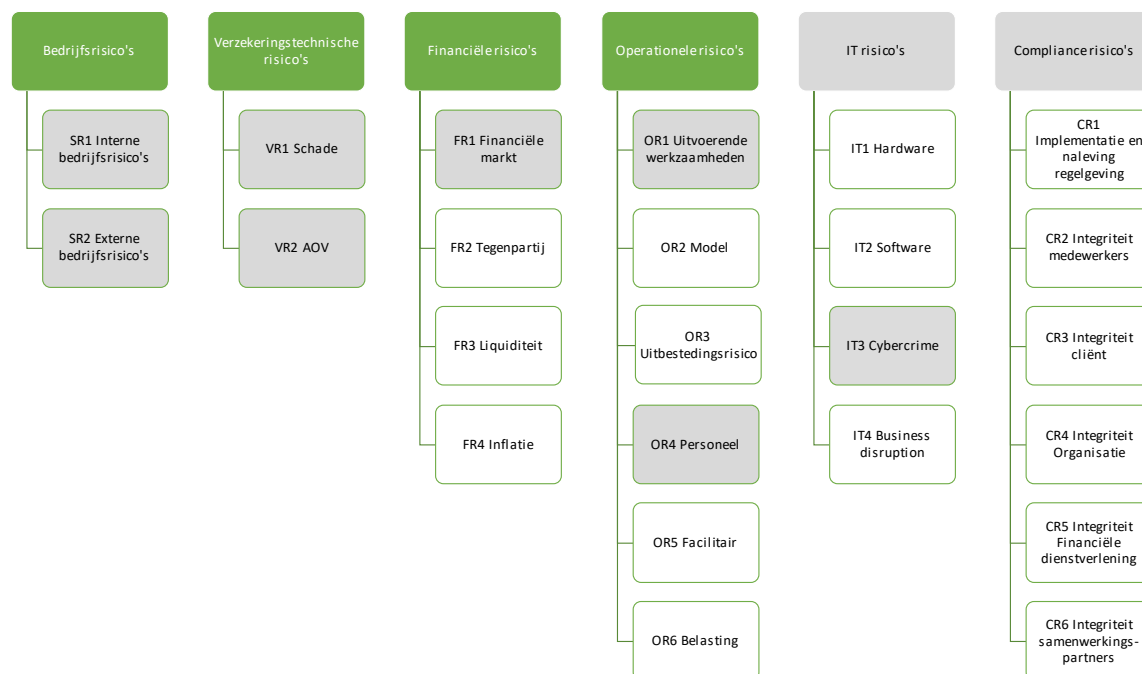 Bedrijfsrisico's
SR1 Interne
bedrijfsrisico's
SR2 Externe
bedrijfsrisico's
Verzekeringstechnische
risico's
VR1 Schade
VR2 AOV
Financiële risico's
FR1 Financiële
markt
FR2 Tegenpartij
FR3 Liquiditeit
FR4 Inflatie
Operationele risico's
OR1 Uitvoerende
werkzaamheden
OR2 Model
OR3
Uitbestedingsrisico
OR4 Personeel
OR5 Facilitair
OR6 Belasting
IT risico's
IT1 Hardware
IT2 Software
IT3 Cybercrime
IT4 Business
disruption
Compliance risico's
CR1
Implementatie en
naleving
regelgeving
CR2 Integriteit
medewerkers
CR3 Integriteit
cliënt
CR4 Integriteit
Organisatie
CR5 Integriteit
Financiële
dienstverlening
CR6 Integriteit
samenwerkings-
partners